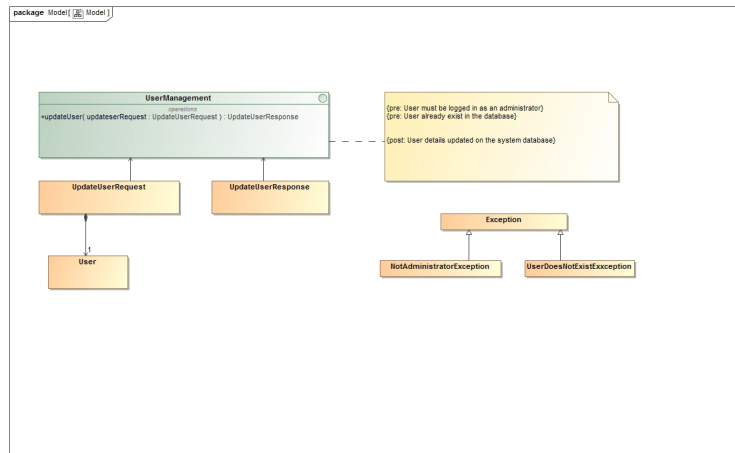 package Model[ Model ]
UserManagement
operations
+updateUser( updateserRequest : UpdateUserRequest ) : UpdateUserResponse
{pre: User must be logged in as an administrator}
{pre: User already exist in the database}
{post: User details updated on the system database}
UpdateUserRequest
UpdateUserResponse
Exception
1
User
NotAdministratorException
UserDoesNotExistExxception